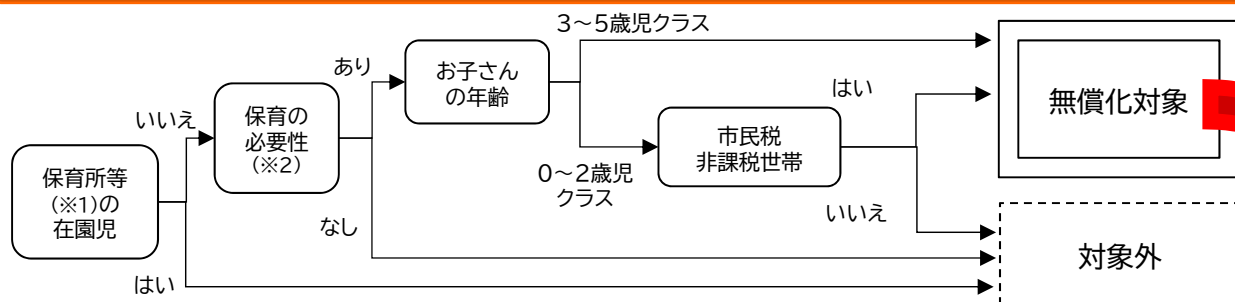 保育所等
(※1)の
在園児
いいえ
はい
保育の
必要性
(※2)
あり
なし
お子さん
の年齢
3～5歳児クラス
0～2歳児
クラス
市民税
非課税世帯
はい
いいえ
無償化対象
対象外